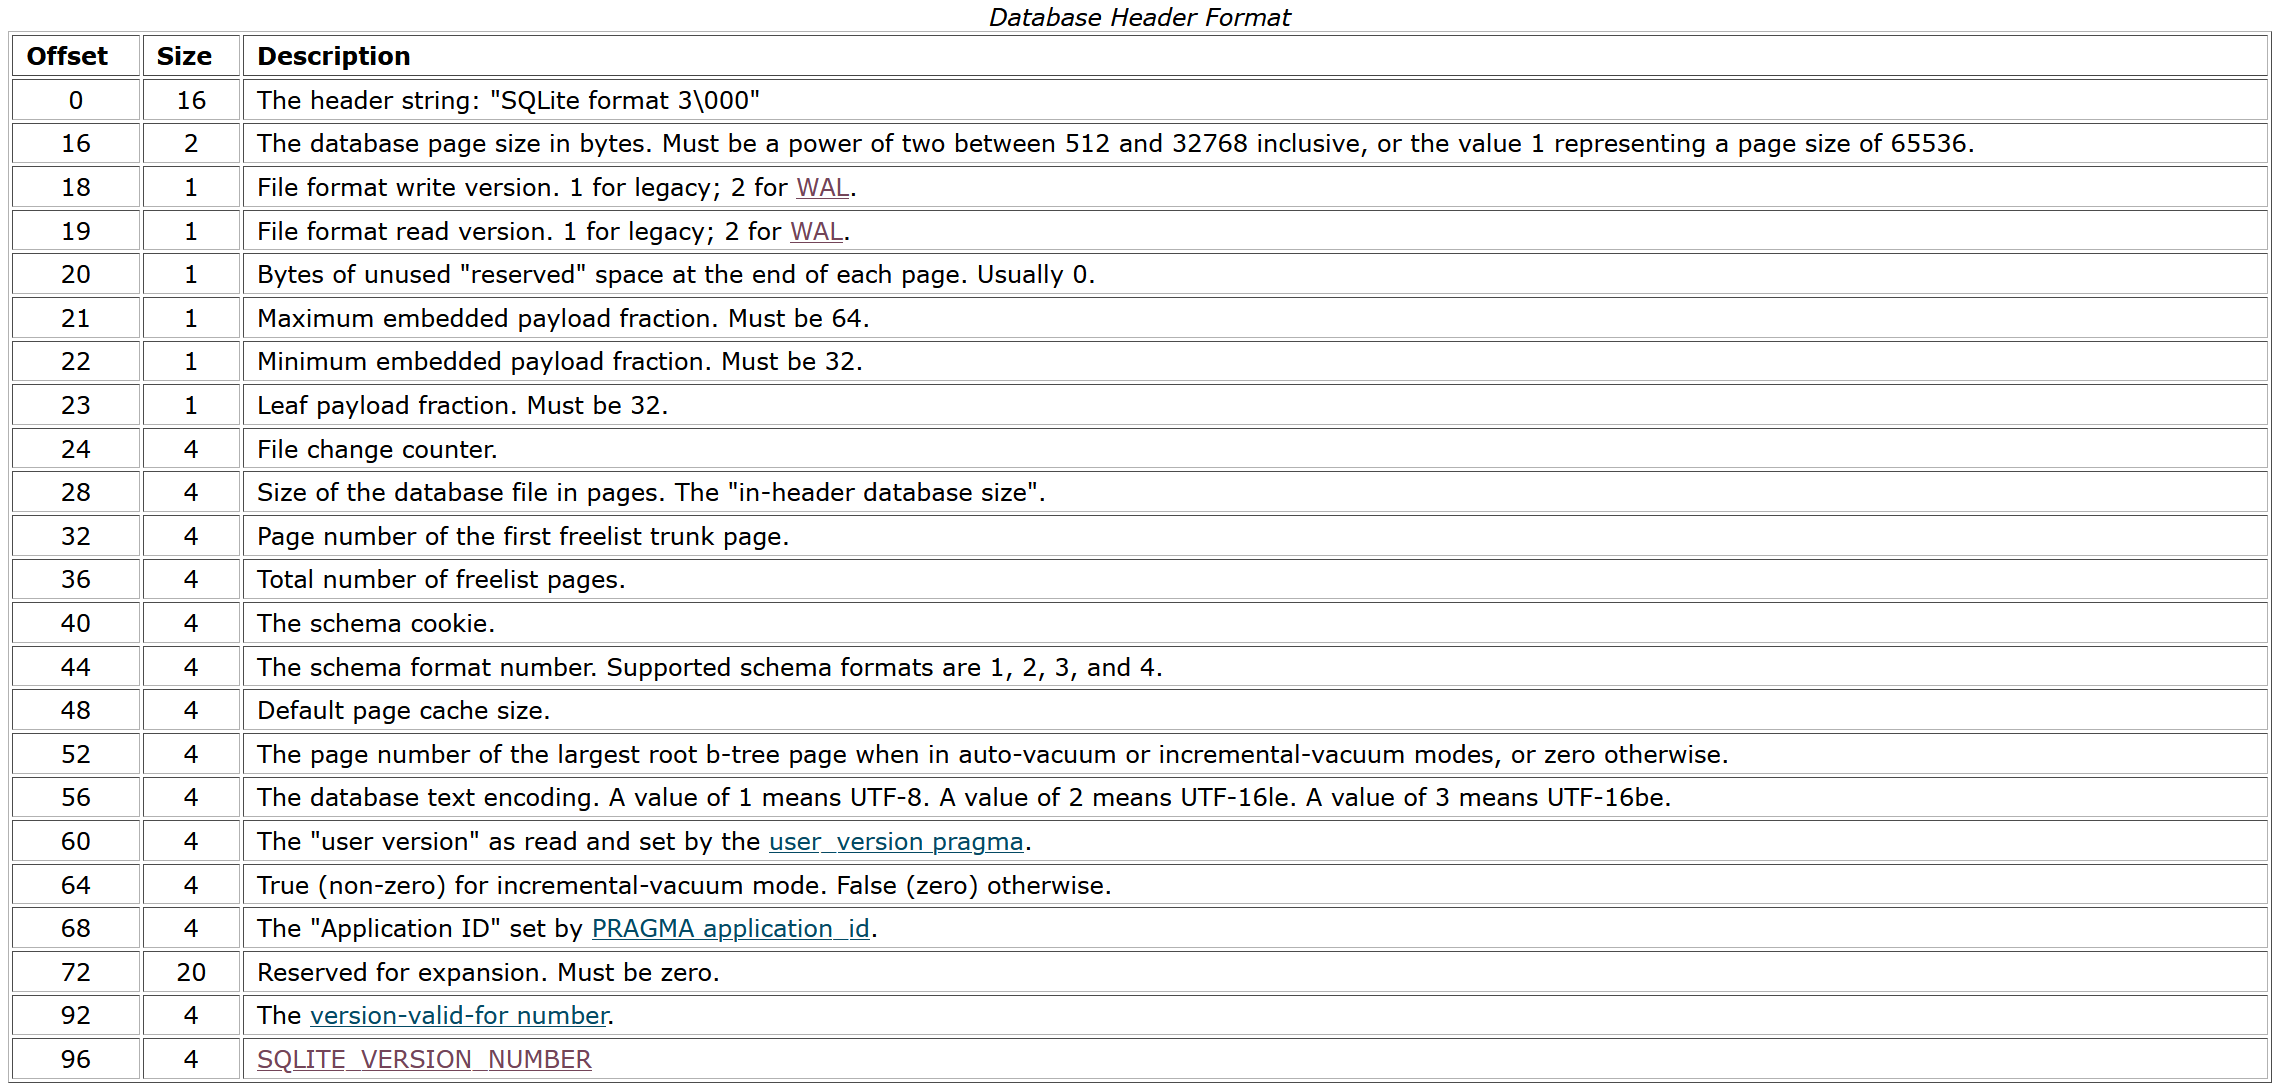 Database Header Format
Offset Size Description
0 16 The header string: "SQLite format 3\000"
16 2 The database page size in bytes. Must be a power of two between 512 and 32768 inclusive, or the value 1 representing a page size of 65536.
18 1 File format write version. 1 for legacy; 2 for WAL.
19 1 File format read version. 1 for legacy; 2 for WAL.
20 1 Bytes of unused "reserved" space at the end of each page. Usually 0.
21 1 Maximum embedded payload fraction. Must be 64.
22 1 Minimum embedded payload fraction. Must be 32.
23 1 Leaf payload fraction. Must be 32.
24 4 File change counter.
28 4 Size of the database file in pages. The "in-header database size".
32 4 Page number of the first freelist trunk page.
36 4 Total number of freelist pages.
40 4 The schema cookie.
44 4 The schema format number. Supported schema formats are 1, 2, 3, and 4.
48 4 Default page cache size.
52 4 The page number of the largest root b-tree page when in auto-vacuum or incremental-vacuum modes, or zero otherwise.
56 4 The database text encoding. A value of 1 means UTF-8. A value of 2 means UTF-16le. A value of 3 means UTF-16be.
60 4 The "user version" as read and set by the user_version pragma.
64 4 True (non-zero) for incremental-vacuum mode. False (zero) otherwise.
68 4 The "Application ID" set by PRAGMA application_id.
72 20 Reserved for expansion. Must be zero.
92 4 The version-valid-for number.
96 4 SQLITE_VERSION_NUMBER